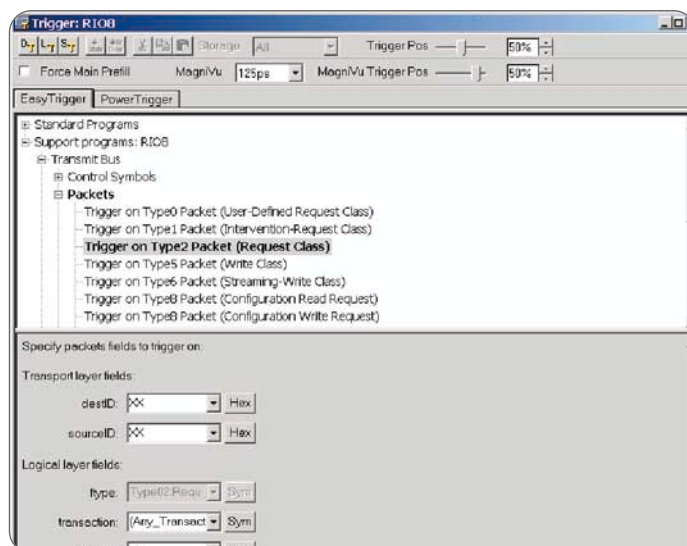 Trigger: RIO8
D L S Storage All Trigger Pos 50%
Force Main Prefill MagniVu 125ps MagniVu Trigger Pos 50%
EasyTrigger PowerTrigger
Standard Programs
Support programs: RIO8
Transmit Bus
Control Symbols
Packets
Trigger on Type0 Packet (User-Defined Request Class)
Trigger on Type1 Packet (Intervention-Request Class)
Trigger on Type2 Packet (Request Class)
Trigger on Type5 Packet (Write Class)
Trigger on Type6 Packet (Streaming-Write Class)
Trigger on Type8 Packet (Configuration Read Request)
Trigger on Type8 Packet (Configuration Write Request)
Specify packets fields to trigger on:
Transport layer fields:
destID: XX Hex
sourceID: XX Hex
Logical layer fields:
ftype: Type02:Requ Sym
transaction: (Any_Transact Sym